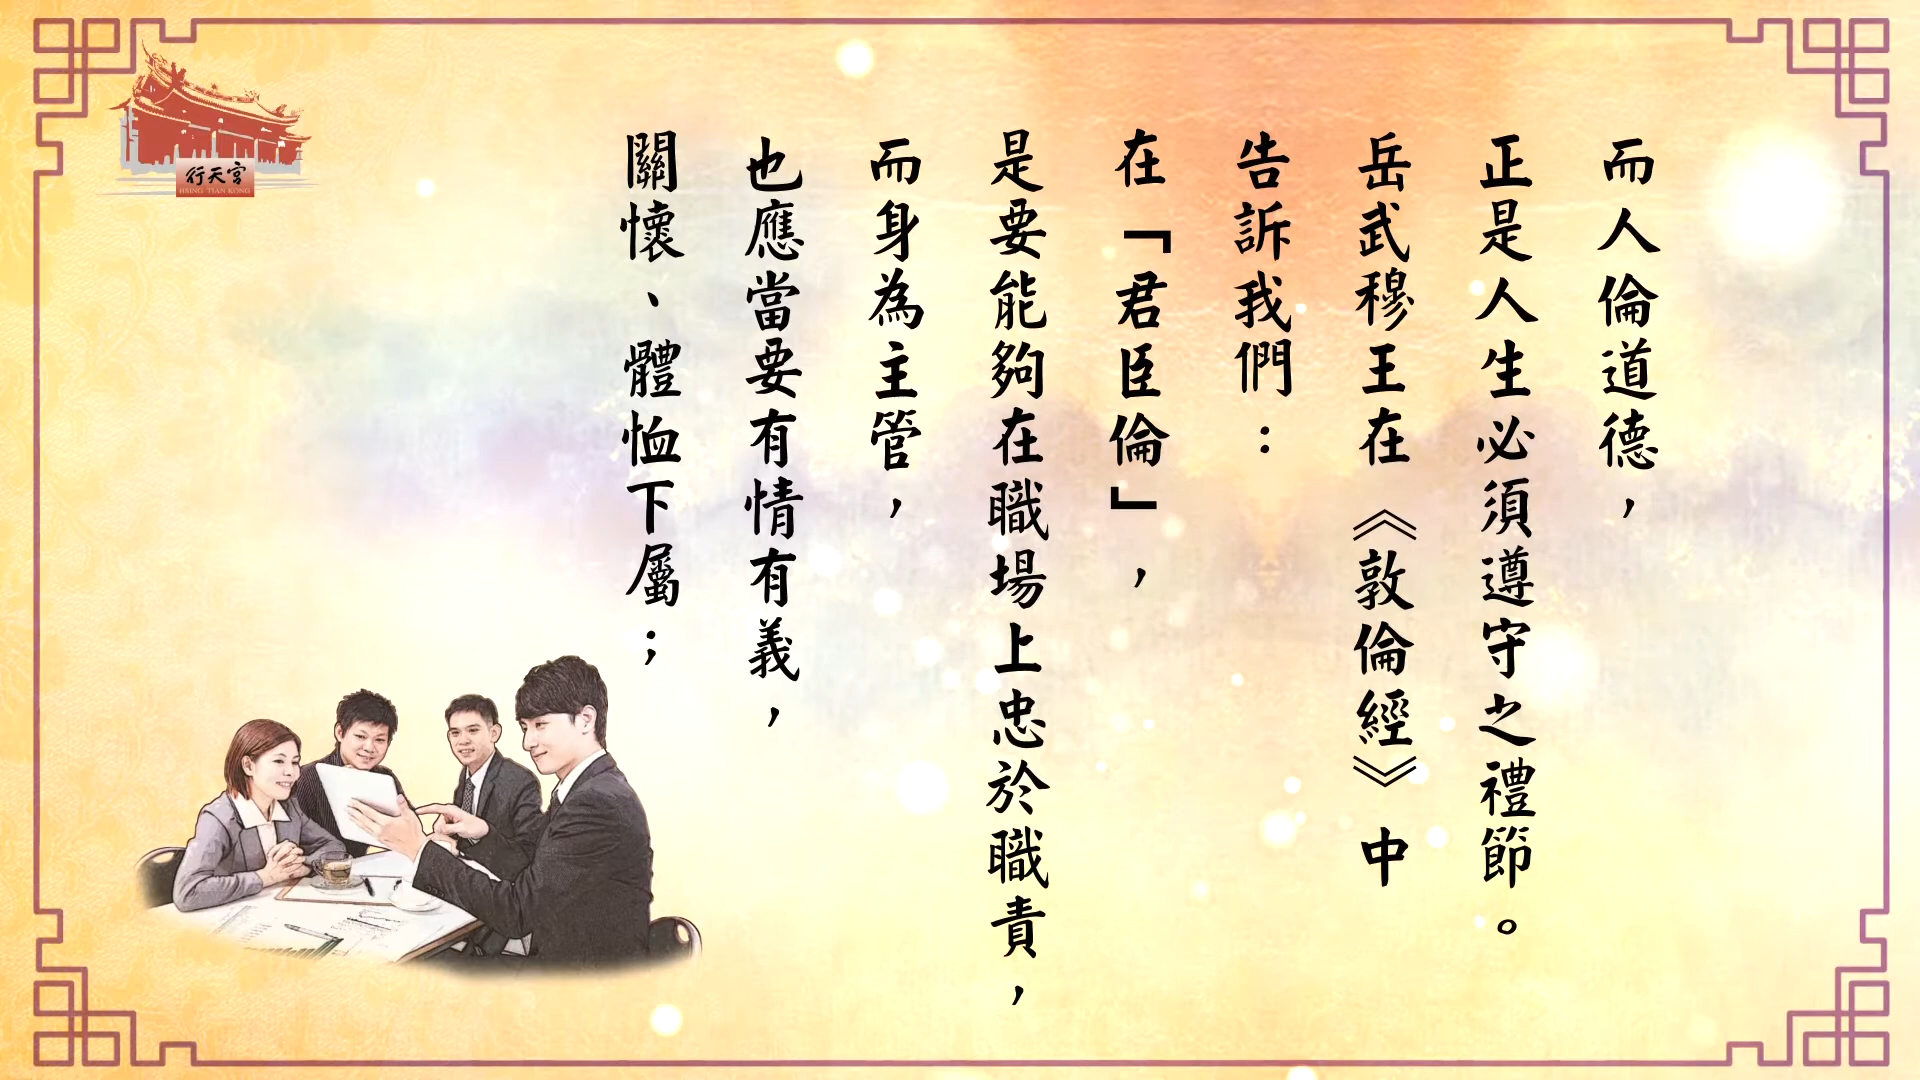 而人倫道德，
正是人生必須遵守之禮節。
岳武穆王在《敦倫經》中
告訴我們：
在「君臣倫」，
是要能夠在職場上忠於職責，
而身為主管，
也應當要有情有義，
關懷、體恤下屬；
行天宮
HSING TIAN KONG